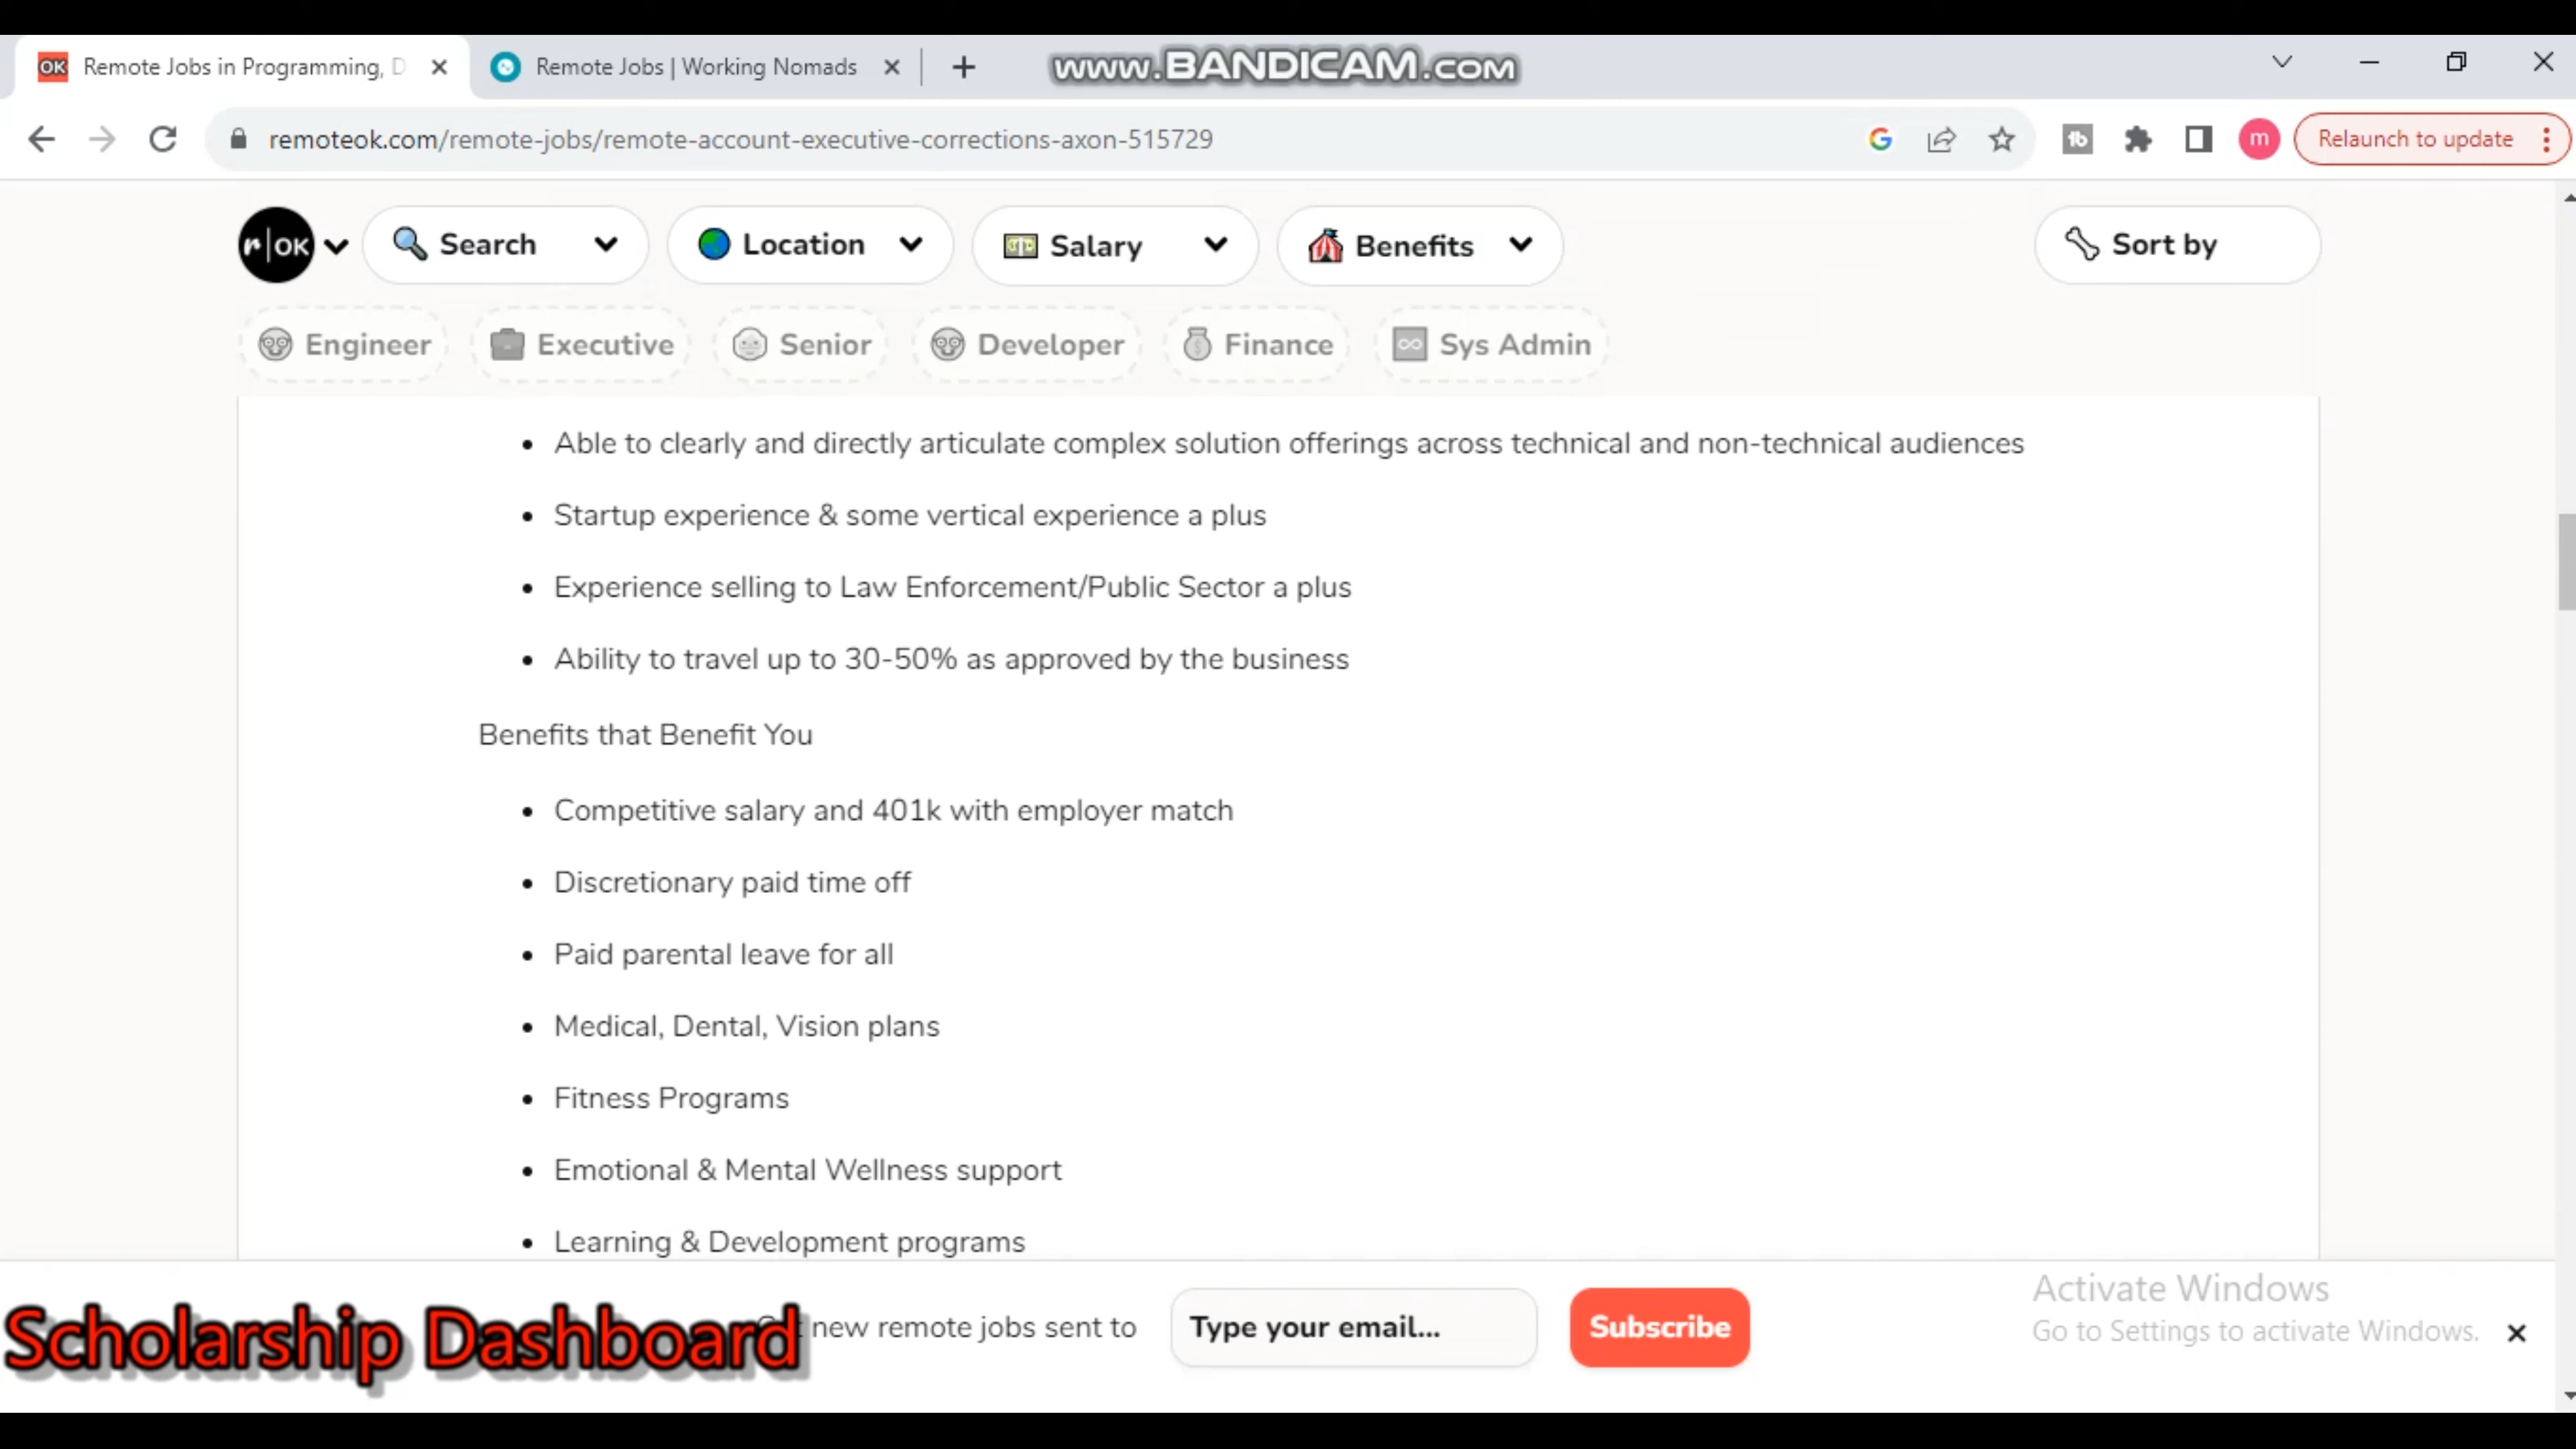 OK Remote Jobs in Programming, D
Remote Jobs | Working Nomads
www.BANDICAM.com
remoteok.com/remote-jobs/remote-account-executive-corrections-axon-515729
G
tb
m
Relaunch to update
r|OK
Search
Location
Salary
Benefits
Sort by
Engineer
Executive
Senior
Developer
Finance
Sys Admin
• Able to clearly and directly articulate complex solution offerings across technical and non-technical audiences
• Startup experience & some vertical experience a plus
• Experience selling to Law Enforcement/Public Sector a plus
• Ability to travel up to 30-50% as approved by the business
Benefits that Benefit You
• Competitive salary and 401k with employer match
• Discretionary paid time off
• Paid parental leave for all
• Medical, Dental, Vision plans
• Fitness Programs
• Emotional & Mental Wellness support
• Learning & Development programs
Scholarship Dashboard
new remote jobs sent to
Type your email...
Subscribe
Activate Windows
Go to Settings to activate Windows.